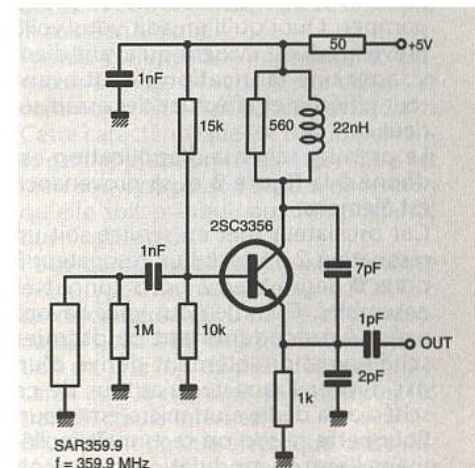 50
+5V
1nF
15k
560
22nH
2SC3356
1nF
7pF
1pF
OUT
1M
10k
2pF
1k
SAR359.9
f = 359.9 MHz